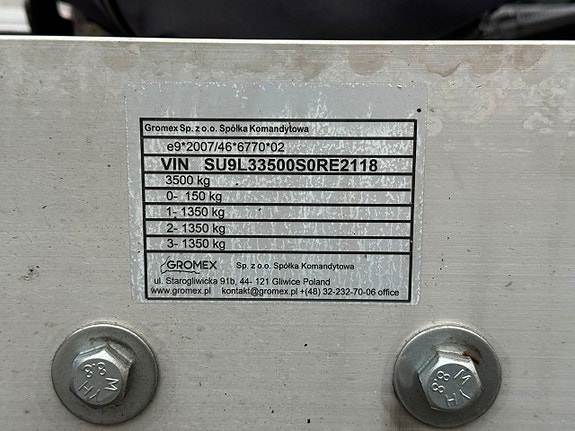 Gromex Sp. z o.o. Spółka Komandytowa
e9*2007/46*6770*02
VIN SU9L33500S0RE2118
3500 kg
0- 150 kg
1- 1350 kg
2- 1350 kg
3- 1350 kg
GROMEX Sp. z o.o. Spółka Komandytowa
ul. Starogliwicka 91b, 44- 121 Gliwice Poland
www.gromex.pl kontakt@gromex.pl +(48) 32-232-70-06 office
8.8 M YH
M 8.8 YH